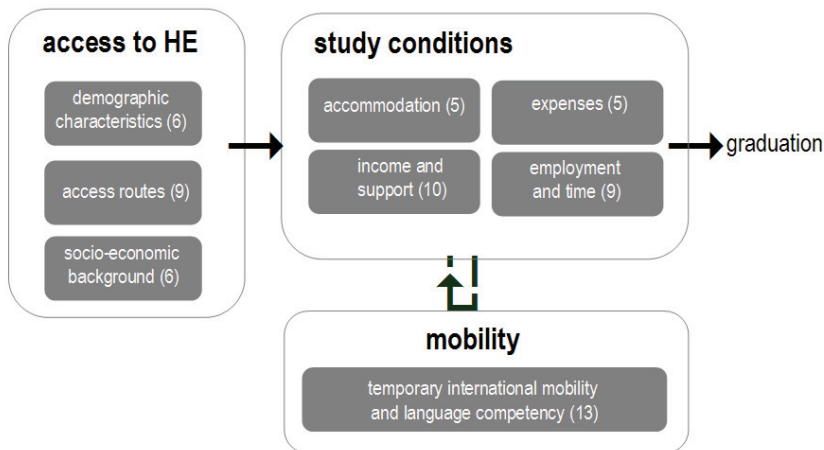 access to HE
demographic
characteristics (6)
access routes (9)
socio-economic
background (6)
study conditions
accommodation (5)
expenses (5)
income and
support (10)
employment
and time (9)
graduation
mobility
temporary international mobility
and language competency (13)